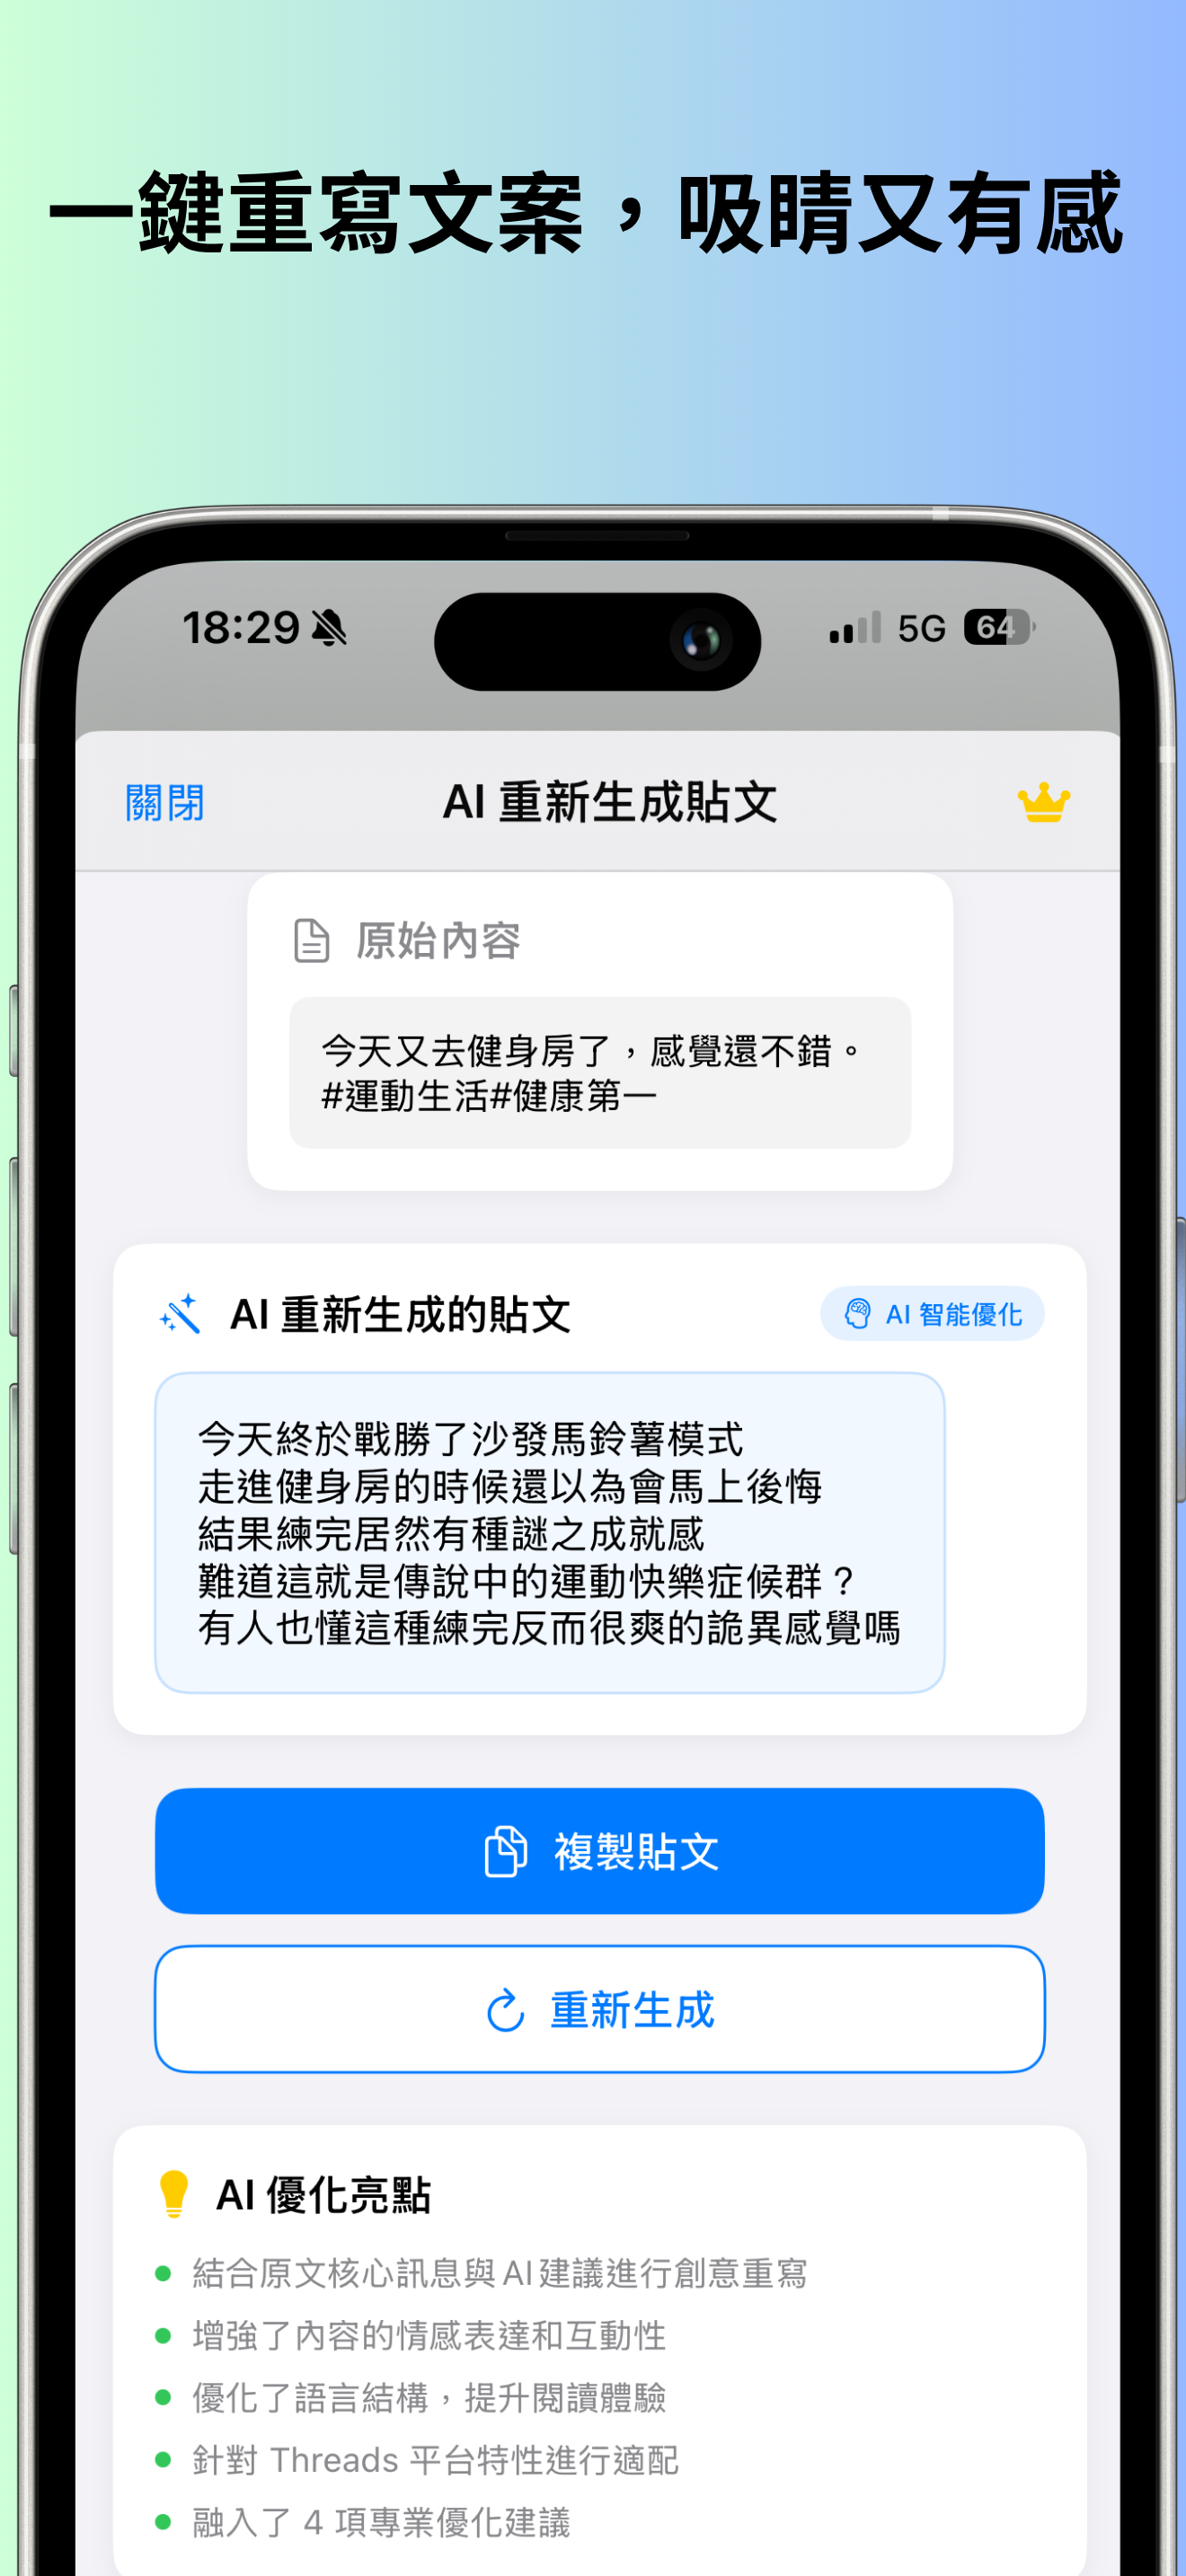 一鍵重寫文案，吸睛又有感
18:29 5G 64
關閉 AI 重新生成貼文
原始內容
今天又去健身房了，感覺還不錯。
#運動生活#健康第一
AI 重新生成的貼文 AI 智能優化
今天終於戰勝了沙發馬鈴薯模式
走進健身房的時候還以為會馬上後悔
結果練完居然有種謎之成就感
難道這就是傳說中的運動快樂症候群？
有人也懂這種練完反而很爽的詭異感覺嗎
複製貼文
重新生成
AI 優化亮點
結合原文核心訊息與 AI 建議進行創意重寫
增強了內容的情感表達和互動性
優化了語言結構，提升閱讀體驗
針對 Threads 平台特性進行適配
融入了 4 項專業優化建議